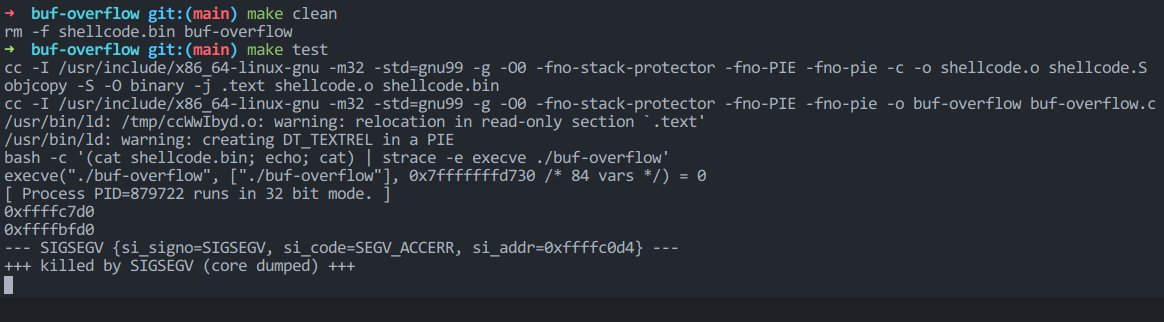 ➜ buf-overflow git:(main) make clean
rm -f shellcode.bin buf-overflow
➜ buf-overflow git:(main) make test
cc -I /usr/include/x86_64-linux-gnu -m32 -std=gnu99 -g -O0 -fno-stack-protector -fno-PIE -fno-pie -c -o shellcode.o shellcode.S
objcopy -S -O binary -j .text shellcode.o shellcode.bin
cc -I /usr/include/x86_64-linux-gnu -m32 -std=gnu99 -g -O0 -fno-stack-protector -fno-PIE -fno-pie -o buf-overflow buf-overflow.c
/usr/bin/ld: /tmp/ccWwIbyd.o: warning: relocation in read-only section `.text'
/usr/bin/ld: warning: creating DT_TEXTREL in a PIE
bash -c '(cat shellcode.bin; echo; cat) | strace -e execve ./buf-overflow'
execve("./buf-overflow", ["./buf-overflow"], 0x7fffffffd730 /* 84 vars */) = 0
[ Process PID=879722 runs in 32 bit mode. ]
0xffffc7d0
0xffffbfd0
--- SIGSEGV {si_signo=SIGSEGV, si_code=SEGV_ACCERR, si_addr=0xffffc0d4} ---
+++ killed by SIGSEGV (core dumped) +++